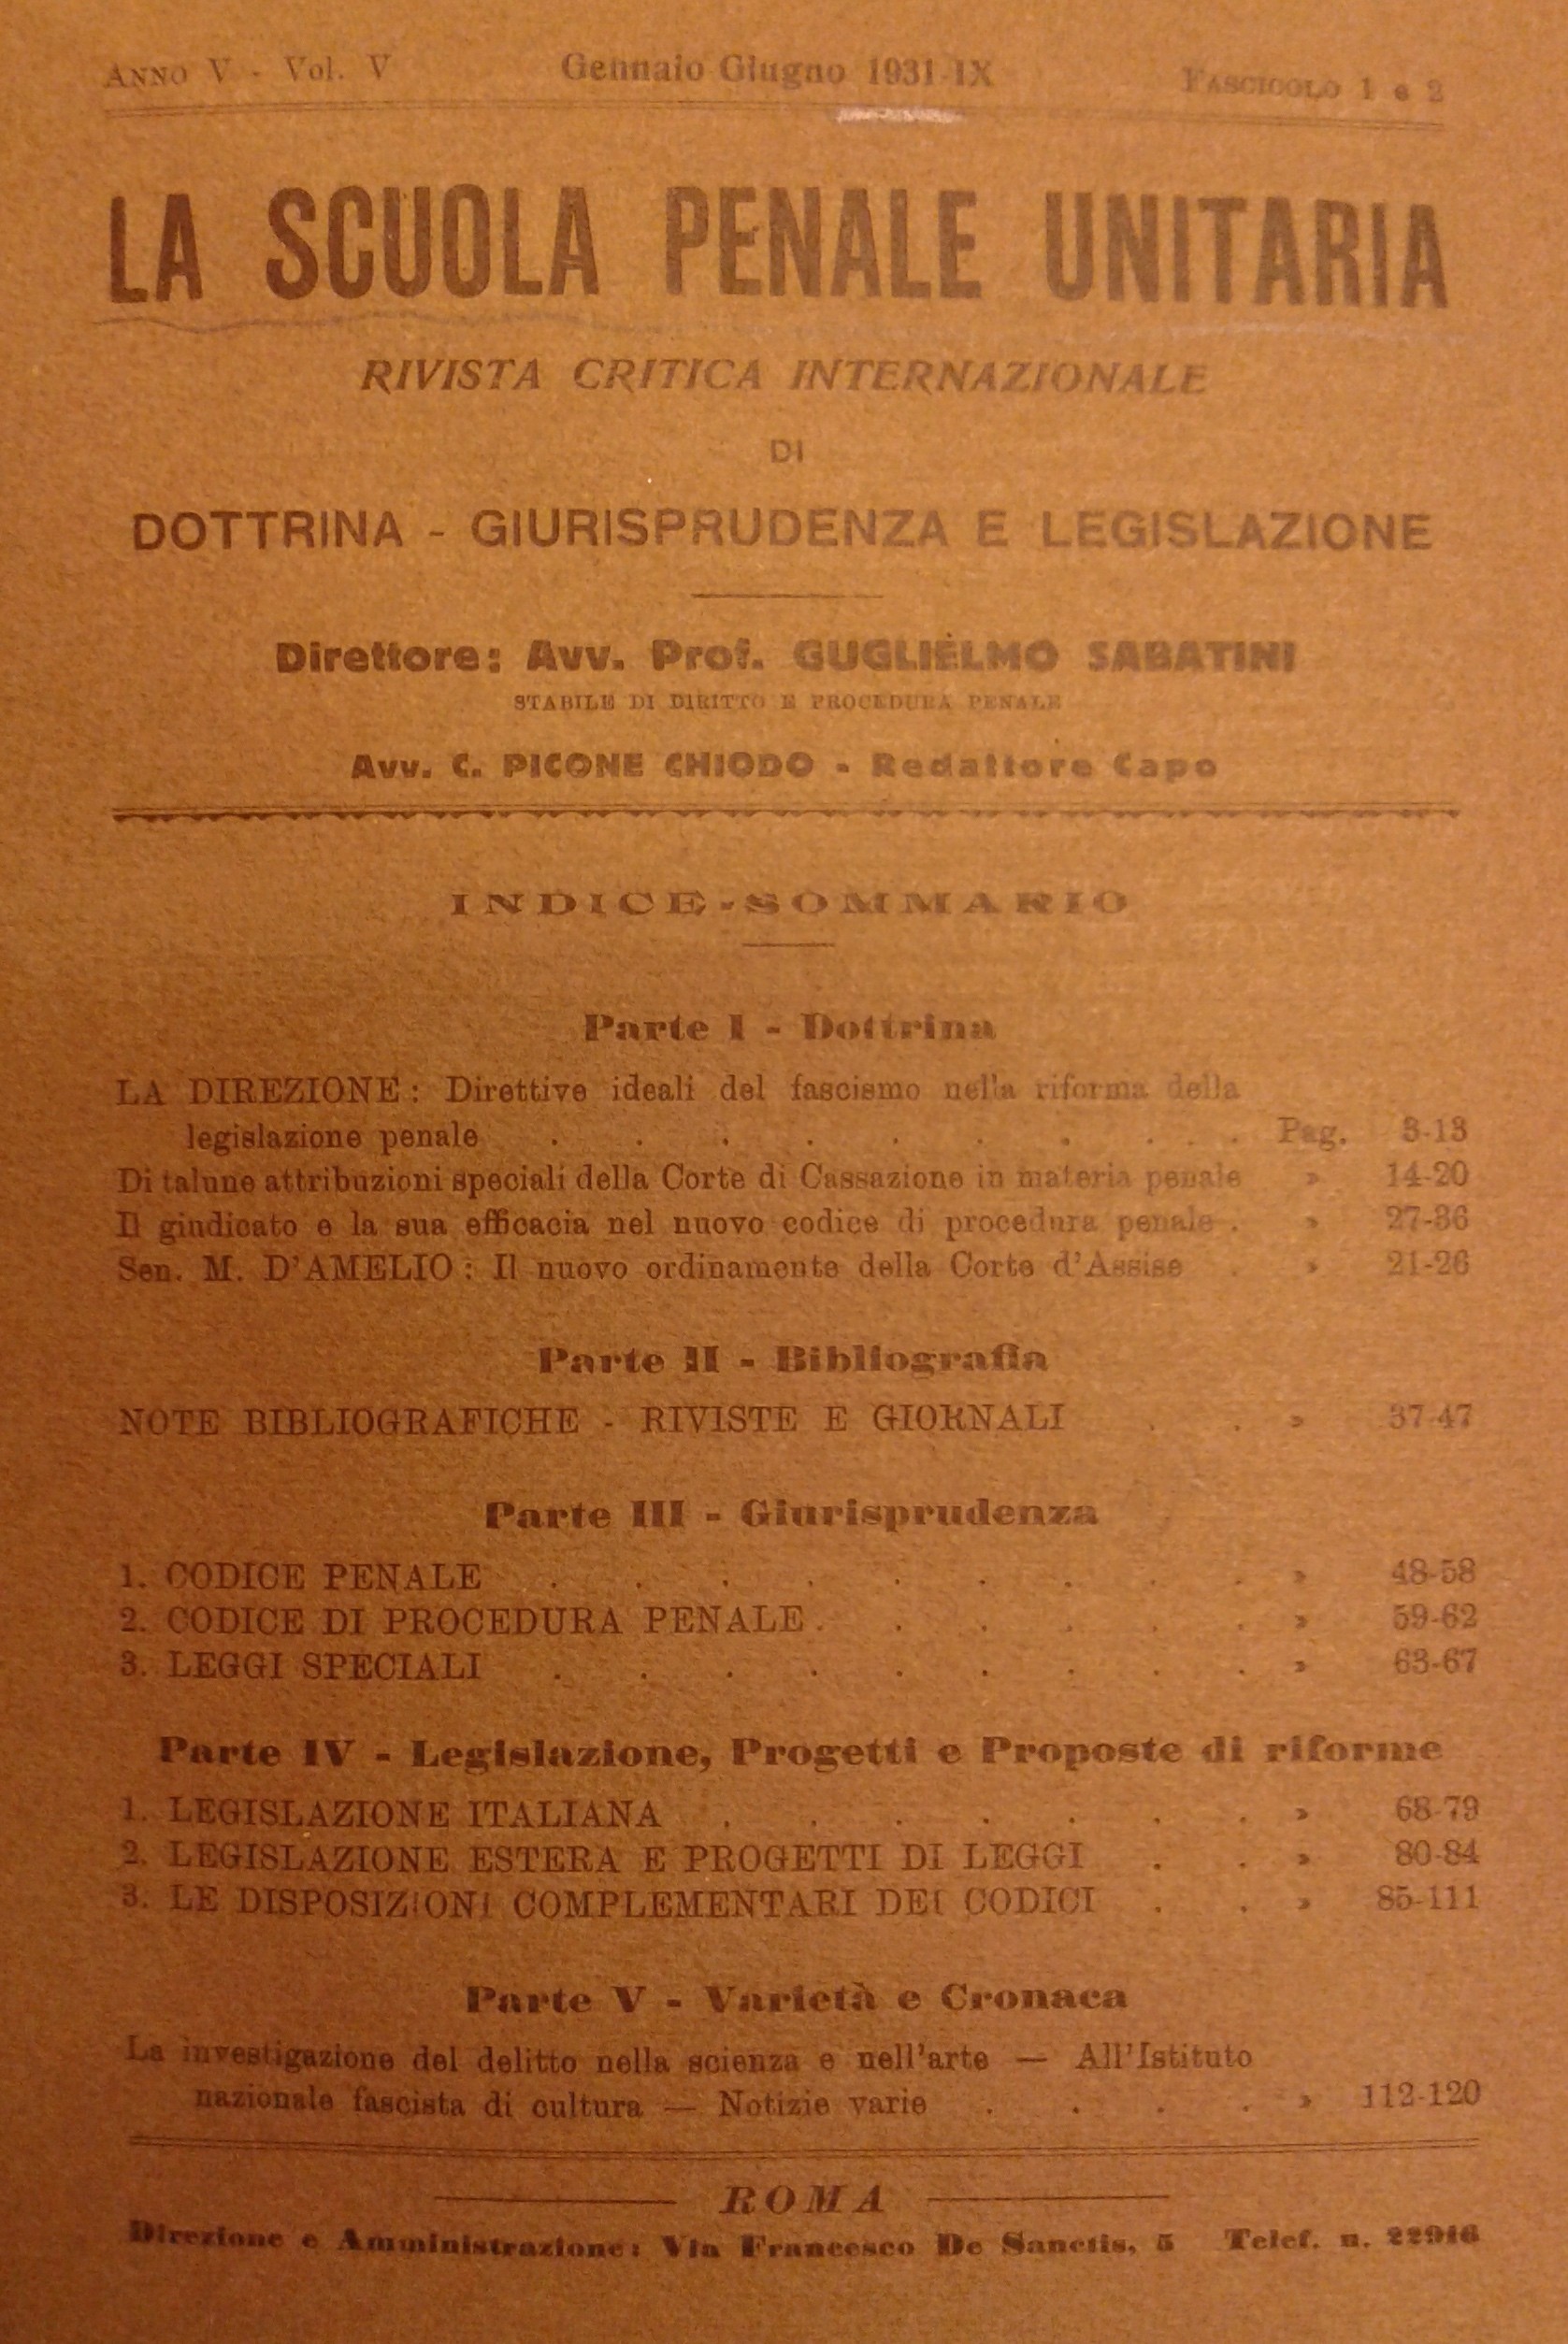 ANNO V - Vol. V Gennaio Giugno 1931-IX FASCICOLO 1 e 2
LA SCUOLA PENALE UNITARIA
RIVISTA CRITICA INTERNAZIONALE
DI
DOTTRINA - GIURISPRUDENZA E LEGISLAZIONE
Direttore: Avv. Prof. GUGLIELMO SABATINI
STABILE DI DIRITTO E PROCEDURA PENALE
Avv. C. PICONE CHIODO - Redattore Capo
INDICE-SOMMARIO
Parte I - Dottrina
LA DIREZIONE: Direttive ideali del fascismo nella riforma della
legislazione penale . . . . . . . . . . Pag. 3-13
Di talune attribuzioni speciali della Corte di Cassazione in materia penale » 14-20
Il giudicato e la sua efficacia nel nuovo codice di procedura penale . » 27-36
Sen. M. D'AMELIO: Il nuovo ordinamente della Corte d'Assise . » 21-26
Parte II - Bibliografia
NOTE BIBLIOGRAFICHE - RIVISTE E GIORNALI . . » 37-47
Parte III - Giurisprudenza
1. CODICE PENALE . . . . . . . . . » 48-58
2. CODICE DI PROCEDURA PENALE . . . . . . » 59-62
3. LEGGI SPECIALI . . . . . . . . . » 63-67
Parte IV - Legislazione, Progetti e Proposte di riforme
1. LEGISLAZIONE ITALIANA . . . . . . . » 68-79
2. LEGISLAZIONE ESTERA E PROGETTI DI LEGGI . . » 80-84
3. LE DISPOSIZIONI COMPLEMENTARI DEI CODICI . . » 85-111
Parte V - Varietà e Cronaca
La investigazione del delitto nella scienza e nell'arte — All'Istituto
nazionale fascista di cultura — Notizie varie . . . . » 112-120
ROMA
Direzione e Amministrazione: Via Francesco De Sanctis, 5 Telef. n. 22916